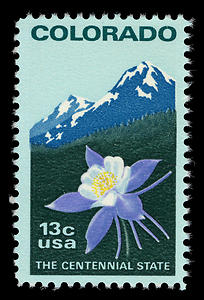 COLORADO
13c
usa
THE CENTENNIAL STATE